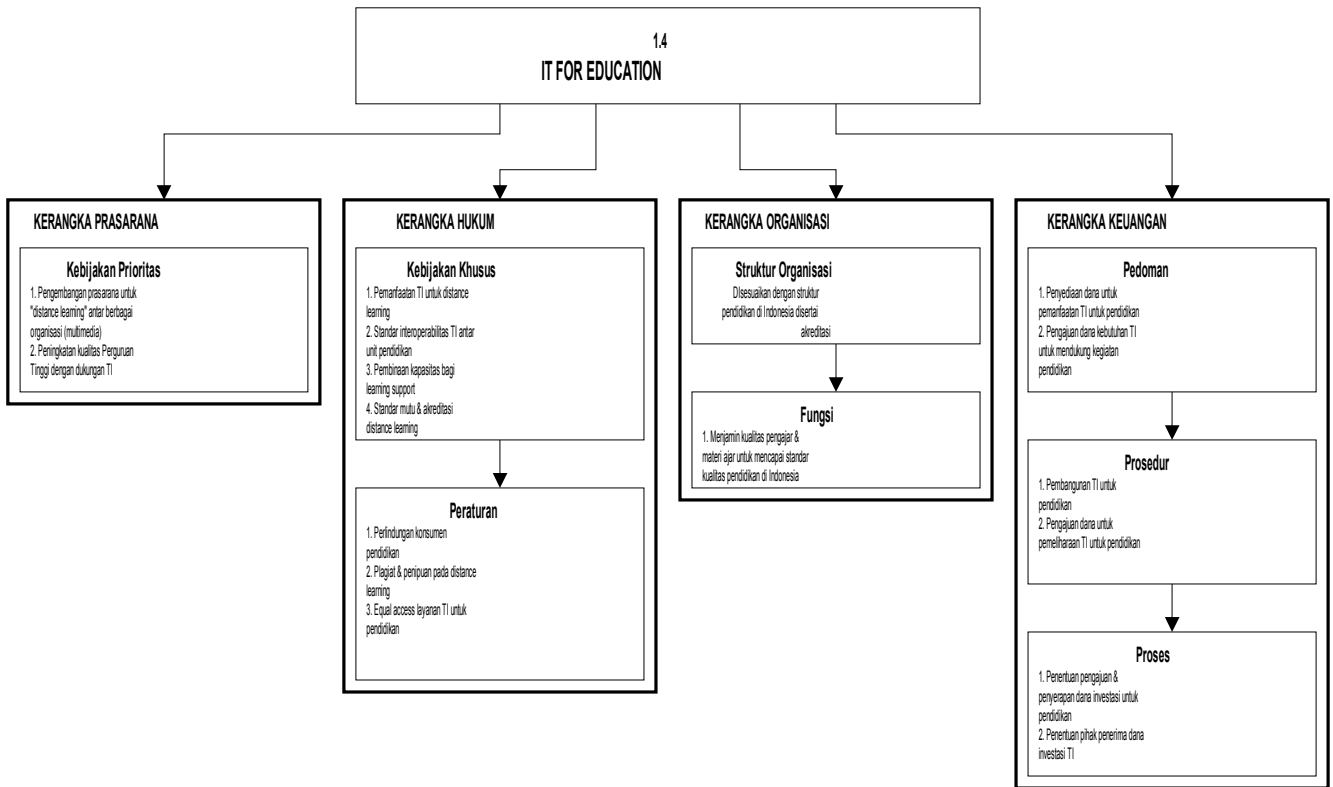 1.4
IT FOR EDUCATION
KERANGKA PRASARANA
Kebijakan Prioritas
1. Pengembangan prasarana untuk
"distance learning" antar berbagai
organisasi (multimedia)
2. Peningkatan kualitas Perguruan
Tinggi dengan dukungan TI
KERANGKA HUKUM
Kebijakan Khusus
1. Pemanfaatan TI untuk distance
learning
2. Standar interoperabilitas TI antar
unit pendidikan
3. Pembinaan kapasitas bagi
learning support
4. Standar mutu & akreditasi
distance learning
Peraturan
1. Perlindungan konsumen
pendidikan
2. Plagiat & penipuan pada distance
learning
3. Equal access layanan TI untuk
pendidikan
KERANGKA ORGANISASI
Struktur Organisasi
DIsesuaikan dengan struktur
pendidikan di Indonesia disertai
akreditasi
Fungsi
1. Menjamin kualitas pengajar &
materi ajar untuk mencapai standar
kualitas pendidikan di Indonesia
KERANGKA KEUANGAN
Pedoman
1. Penyediaan dana untuk
pemanfaatan TI untuk pendidikan
2. Pengajuan dana kebutuhan TI
untuk mendukung kegiatan
pendidikan
Prosedur
1. Pembangunan TI untuk
pendidikan
2. Pengajuan dana untuk
pemeliharaan TI untuk pendidikan
Proses
1. Penentuan pengajuan &
penyerapan dana investasi untuk
pendidikan
2. Penentuan pihak penerima dana
investasi TI